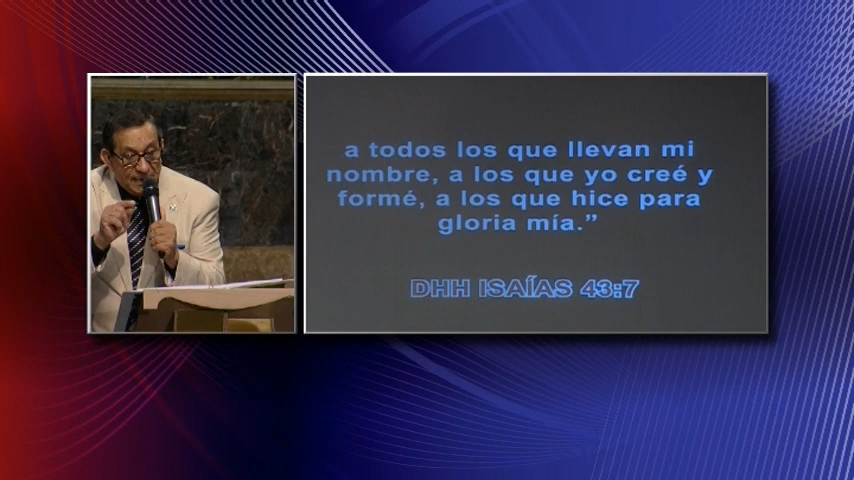 a todos los que llevan mi
nombre, a los que yo creé y
formé, a los que hice para
gloria mía.”
DHH ISAÍAS 43:7